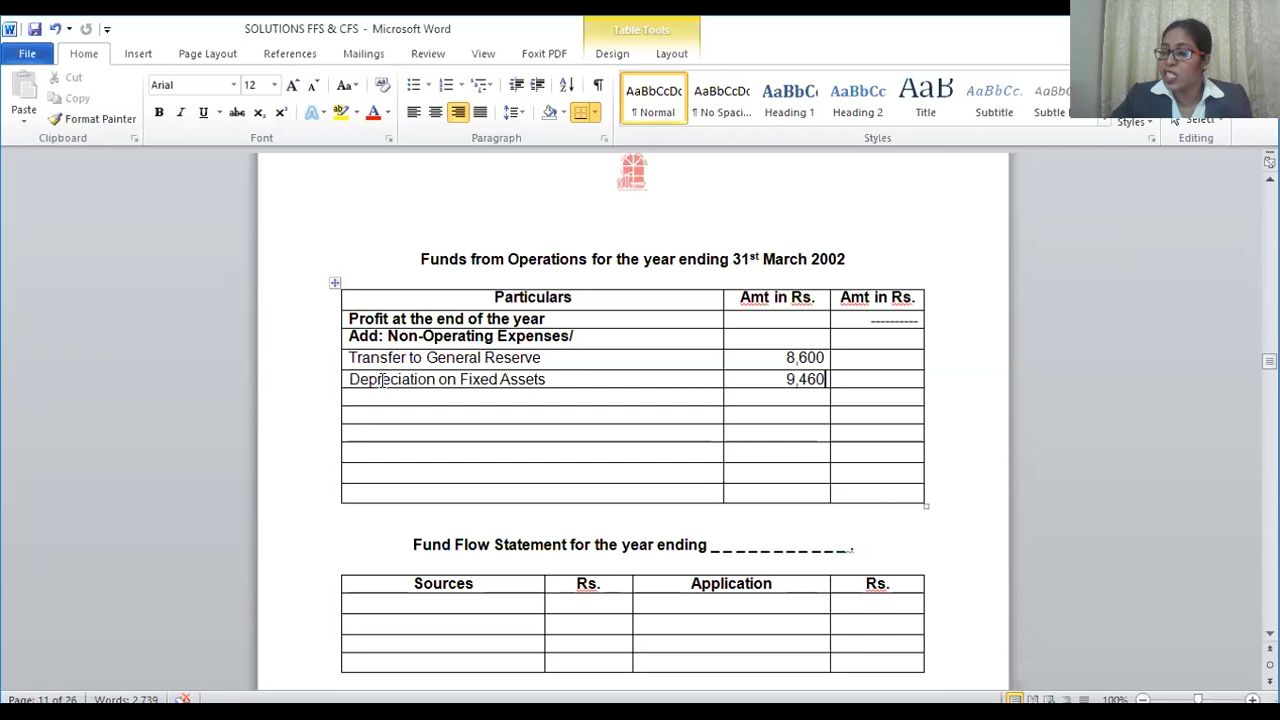 SOLUTIONS FFS & CFS - Microsoft Word
Table Tools
File Home Insert Page Layout References Mailings Review View Foxit PDF Design Layout
Paste
Cut
Copy
Format Painter
Arial 12
AaBbCcDc AaBbCcDc AaBbC AaBbCc AaB AaBbCc. AaBbCcDc
¶ Normal ¶ No Spaci... Heading 1 Heading 2 Title Subtitle Subtle
Styles
Select
Clipboard Font Paragraph Styles Editing
Funds from Operations for the year ending 31st March 2002
Particulars Amt in Rs. Amt in Rs.
Profit at the end of the year ----------
Add: Non-Operating Expenses/
Transfer to General Reserve 8,600
Depreciation on Fixed Assets 9,460
Fund Flow Statement for the year ending _ _ _ _ _ _ _ _ _ _ _.
Sources Rs. Application Rs.
Page: 11 of 26 Words: 2,739 100%